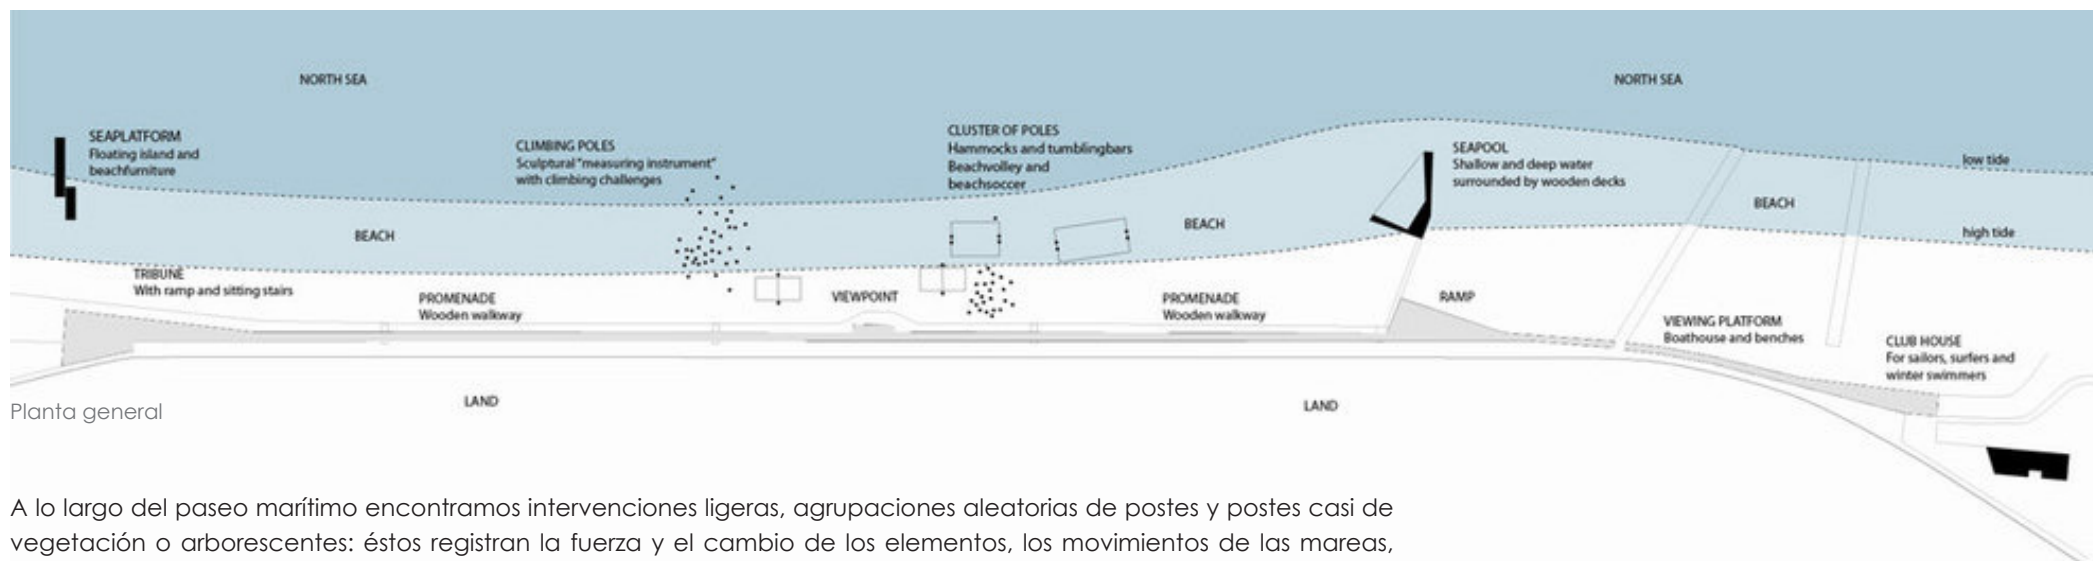 NORTH SEA
NORTH SEA
SEAPLATFORM
Floating island and
beachfurniture
CLIMBING POLES
Sculptural "measuring instrument"
with climbing challenges
CLUSTER OF POLES
Hammocks and tumblingbars
Beachvolley and
beachsoccer
SEAPOOL
Shallow and deep water
surrounded by wooden decks
low tide
BEACH
BEACH
BEACH
high tide
TRIBUNE
With ramp and sitting stairs
PROMENADE
Wooden walkway
VIEWPOINT
PROMENADE
Wooden walkway
RAMP
VIEWING PLATFORM
Boathouse and benches
CLUB HOUSE
For sailors, surfers and
winter swimmers
LAND
LAND
Planta general
A lo largo del paseo marítimo encontramos intervenciones ligeras, agrupaciones aleatorias de postes y postes casi de
vegetación o arborescentes: éstos registran la fuerza y el cambio de los elementos, los movimientos de las mareas,